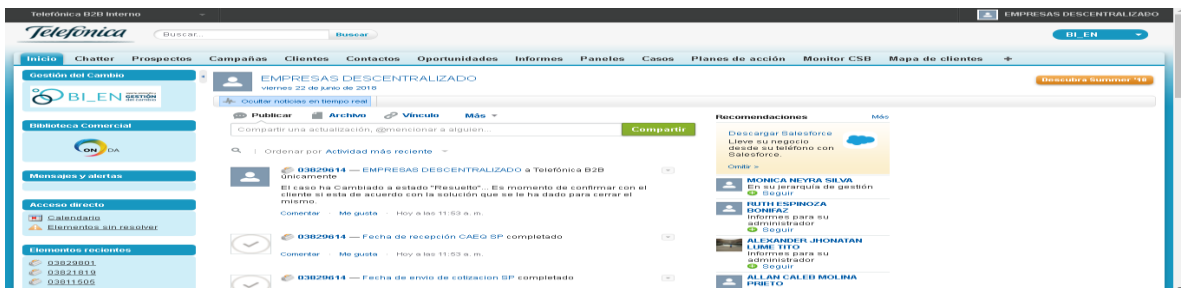 Telefónica B2B Interno
EMPRESAS DESCENTRALIZADO
Telefónica
Buscar...
Buscar
BI_EN
Inicio Chatter Prospectos Campañas Clientes Contactos Oportunidades Informes Paneles Casos Planes de acción Monitor CSB Mapa de clientes +
Gestión del Cambio
BI_EN GESTIÓN
Biblioteca Comercial
ON DA
Mensajes y alertas
Acceso directo
Calendario
Elementos sin resolver
Elementos recientes
03829801
03821819
03811505
EMPRESAS DESCENTRALIZADO
viernes 22 de junio de 2018
Descubra Summer '18
Ocultar noticias en tiempo real
Publicar Archivo Vínculo Más
Compartir una actualización, @mencionar a alguien...
Compartir
Ordenar por Actividad más reciente
03829614 — EMPRESAS DESCENTRALIZADO a Telefónica B2B
únicamente
El caso ha Cambiado a estado "Resuelto"... Es momento de confirmar con el
cliente si esta de acuerdo con la solución que se le ha dado para cerrar el
mismo.
Comentar · Me gusta · Hoy a las 11:53 a. m.
03829614 — Fecha de recepción CAEQ SP completado
Comentar · Me gusta · Hoy a las 11:53 a. m.
03829614 — Fecha de envio de cotizacion SP completado
Recomendaciones
Más
Descargar Salesforce
Lleve su negocio
desde su teléfono con
Salesforce.
Omitir »
MONICA NEYRA SILVA
En su jerarquía de gestión
Seguir
RUTH ESPINOZA
BONIFAZ
Informes para su
administrador
Seguir
ALEXANDER JHONATAN
LUME TITO
Informes para su
administrador
Seguir
ALLAN CALEB MOLINA
PRIETO